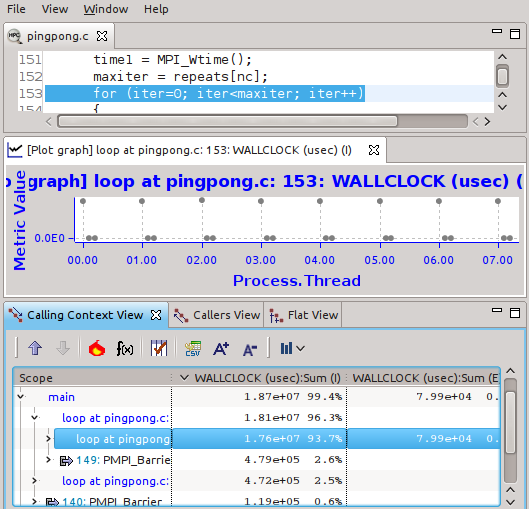 File View Window Help
HPC pingpong.c
151 time1 = MPI_Wtime();
152 maxiter = repeats[nc];
153 for (iter=0; iter<maxiter; iter++)
154 {
[Plot graph] loop at pingpong.c: 153: WALLCLOCK (usec) (I)
graph] loop at pingpong.c: 153: WALLCLOCK (usec) (
Metric Value
0.0E0
00.00 01.00 02.00 03.00 04.00 05.00 06.00 07.00
Process.Thread
Calling Context View Callers View Flat View
f(x) CSV A+ A-
Scope WALLCLOCK (usec):Sum (I) WALLCLOCK (usec):Sum (E
main 1.87e+07 99.4% 7.99e+04 0.
loop at pingpong.c: 1.81e+07 96.3%
loop at pingpong 1.76e+07 93.7% 7.99e+04 0.
149: PMPI_Barrie 4.79e+05 2.6%
loop at pingpong.c: 4.72e+05 2.5%
140: PMPI_Barrier 1.19e+05 0.6%